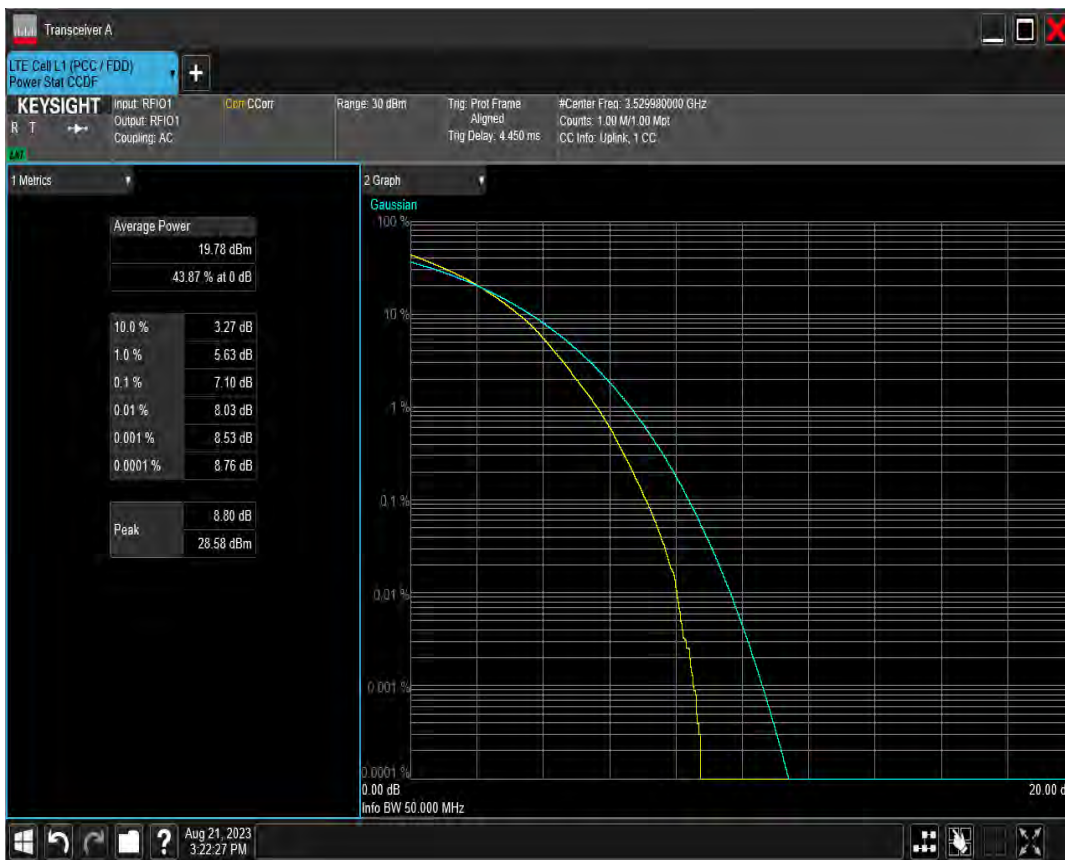 Transceiver A
LTE Cell L1 (PCC / FDD)
Power Stat CCDF
+
KEYSIGHT
R T
LNI
Input: RFIO1
Output: RFIO1
Coupling: AC
Corr CCorr
Range: 30 dBm
Trig: Prot Frame
Aligned
Trig Delay: 4.450 ms
#Center Freq: 3.529980000 GHz
Counts: 1.00 M/1.00 Mpt
CC Info: Uplink, 1 CC
1 Metrics
Average Power
19.78 dBm
43.87 % at 0 dB
10.0 % 3.27 dB
1.0 % 5.63 dB
0.1 % 7.10 dB
0.01 % 8.03 dB
0.001 % 8.53 dB
0.0001 % 8.76 dB
Peak
8.80 dB
28.58 dBm
2 Graph
Gaussian
100 %
10 %
1 %
0.1 %
0.01 %
0.001 %
0.0001 %
0.00 dB 20.00 d
Info BW 50.000 MHz
?
Aug 21, 2023
3:22:27 PM